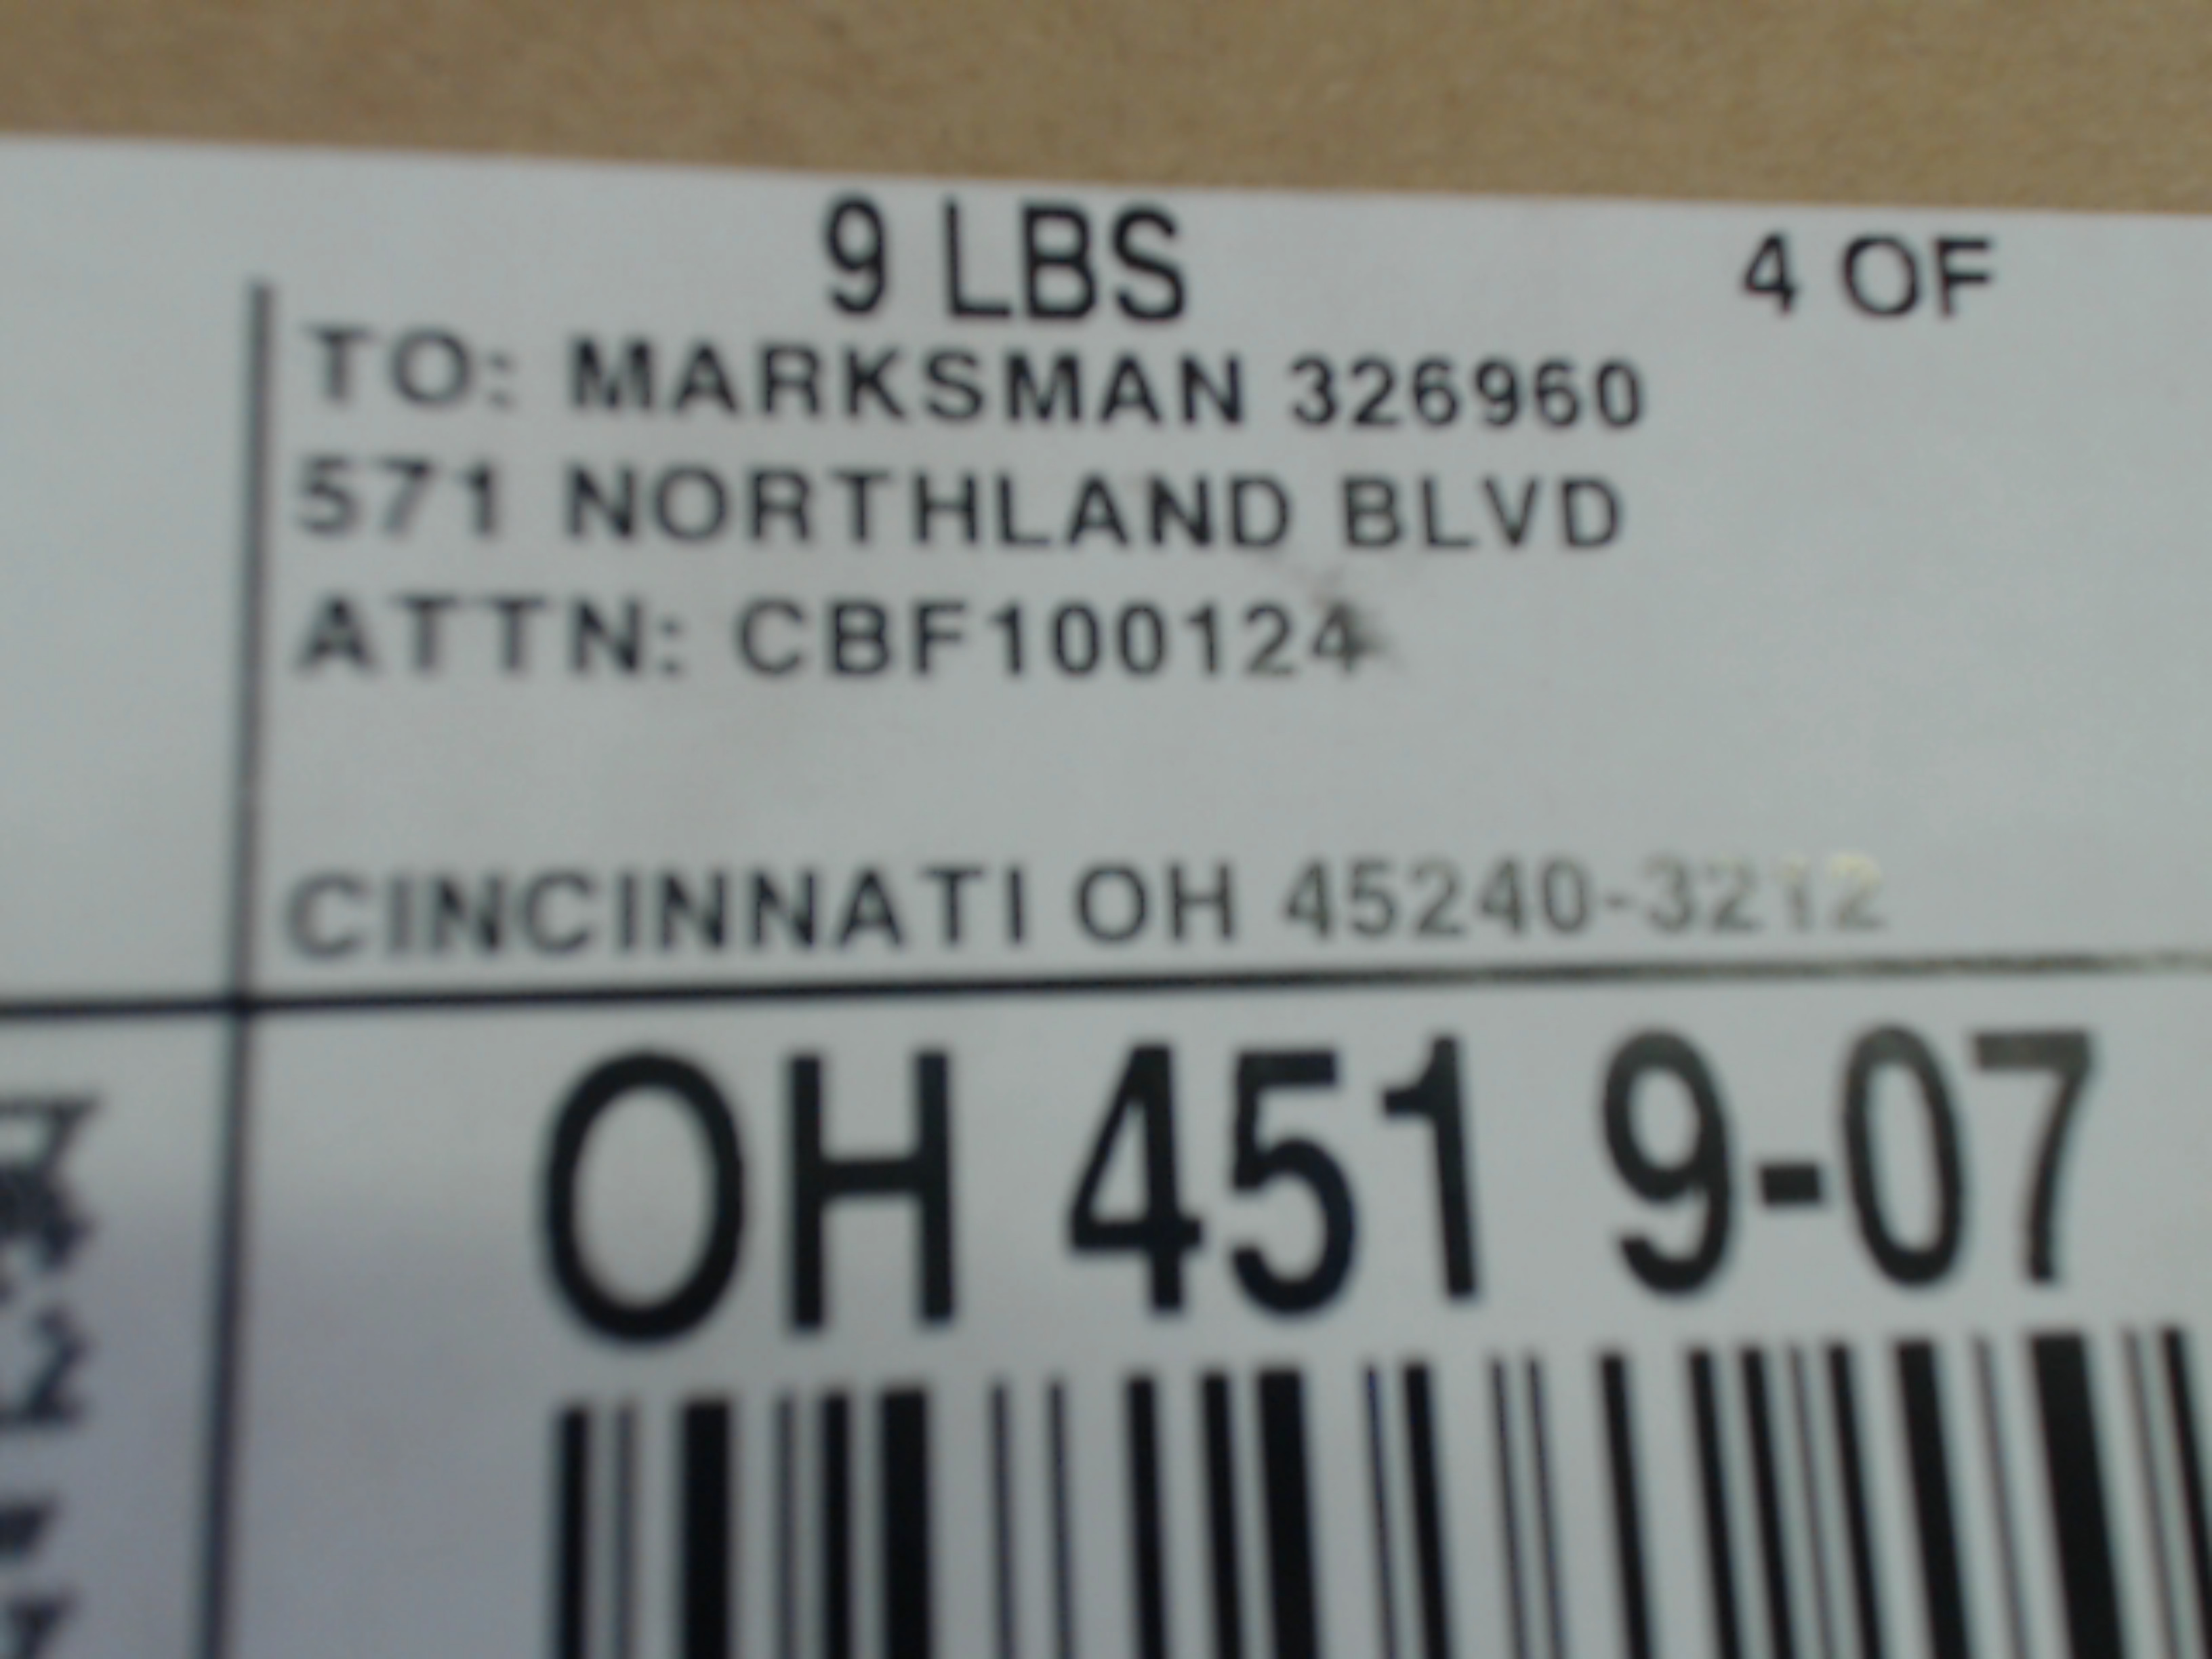 9 LBS
4 OF
TO: MARKSMAN 326960
571 NORTHLAND BLVD
ATTN: CBF100124
CINCINNATI OH 45240-3212
OH 451 9-07